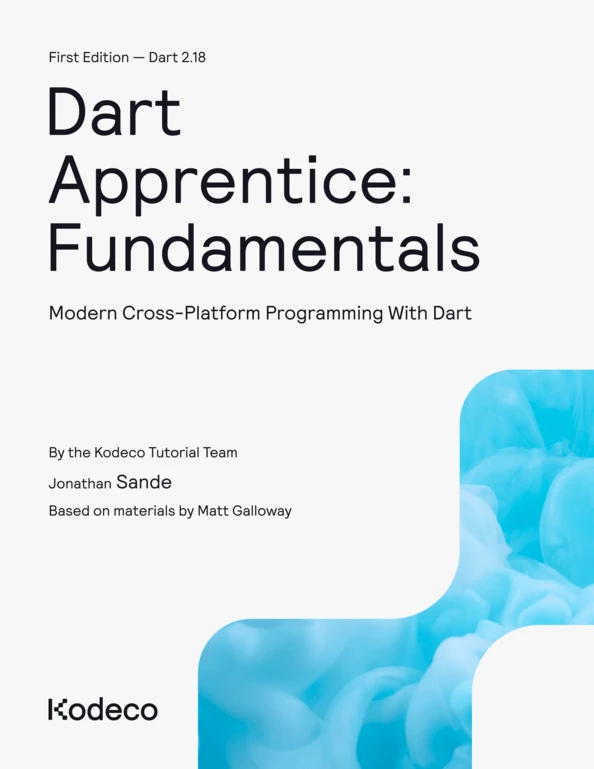 First Edition — Dart 2.18
Dart
Apprentice:
Fundamentals
Modern Cross-Platform Programming With Dart
By the Kodeco Tutorial Team
Jonathan Sande
Based on materials by Matt Galloway
Kodeco